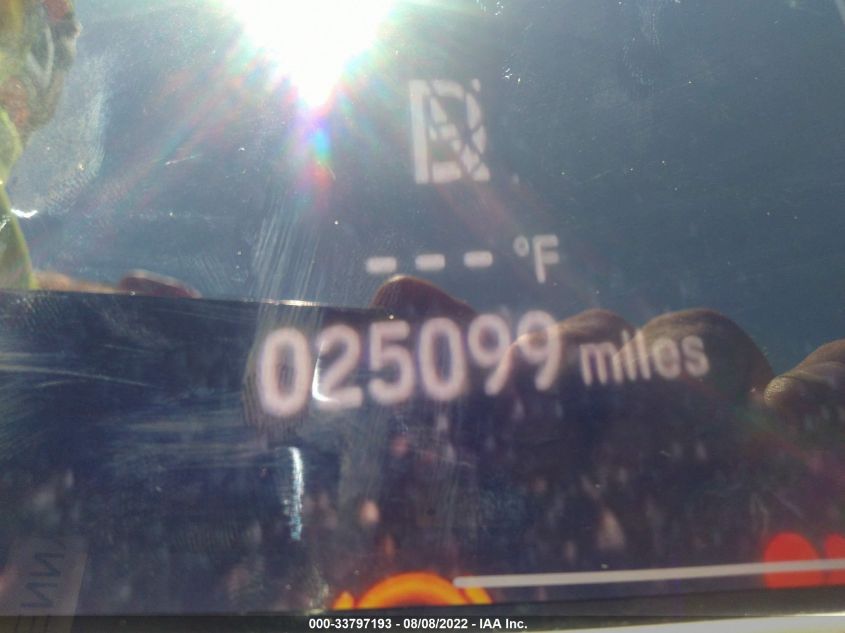 --- °F
025099 miles
000-33797193 - 08/08/2022 - IAA Inc.